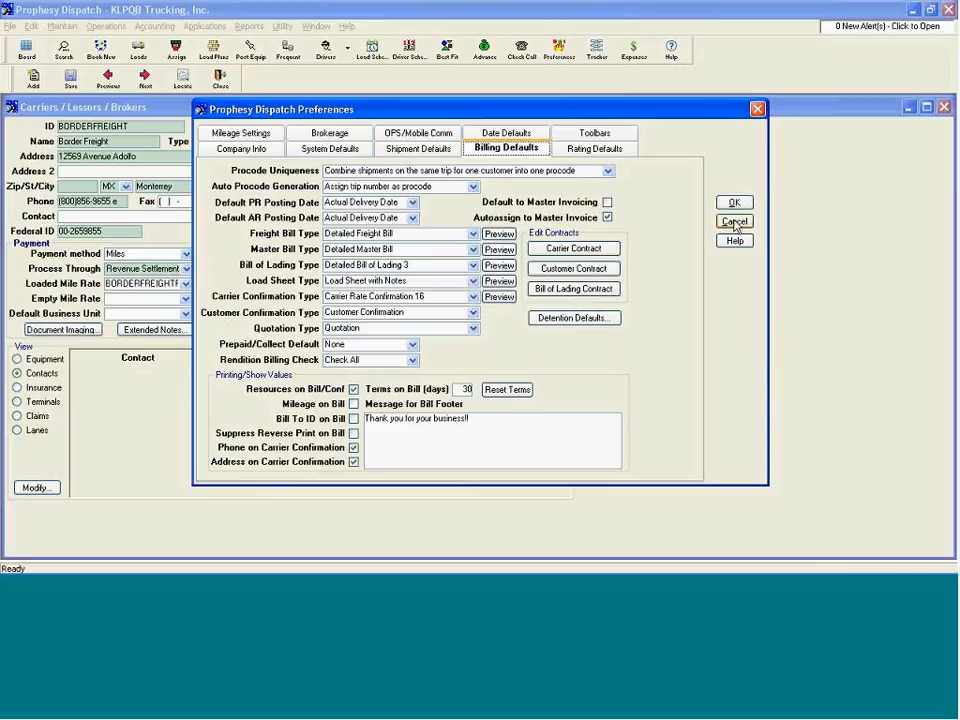 Prophesy Dispatch - KLPQB Trucking, Inc.
File Edit Maintain Operations Accounting Applications Reports Utility Window Help
0 New Alert(s) - Click to Open
Board Search Book New Loads Assign Load Plans Post Equip Frequent Drivers Load Sche... Driver Sche... Best Fit Advance Check Call Preferences Tracker Expenses Help
Add Save Previous Next Locate Close
Carriers / Lessors / Brokers
ID BORDERFREIGHT
Name Border Freight Type
Address 12569 Avenue Adolfo
Address 2
Zip/St/City MX Monterrey
Phone (800)856-9655 e Fax ( ) -
Contact
Federal ID 00-2659855
Payment
Payment method Miles
Process Through Revenue Settlement
Loaded Mile Rate BORDERFREIGHTF
Empty Mile Rate
Default Business Unit
Document Imaging... Extended Notes...
View
Equipment
Contacts
Insurance
Terminals
Claims
Lanes
Contact
Modify...
Prophesy Dispatch Preferences
Mileage Settings Brokerage OPS/Mobile Comm Date Defaults Toolbars
Company Info System Defaults Shipment Defaults Billing Defaults Rating Defaults
Procode Uniqueness Combine shipments on the same trip for one customer into one procode
Auto Procode Generation Assign trip number as procode
Default PR Posting Date Actual Delivery Date Default to Master Invoicing
Default AR Posting Date Actual Delivery Date Autoassign to Master Invoice
Freight Bill Type Detailed Freight Bill Preview
Master Bill Type Detailed Master Bill Preview
Bill of Lading Type Detailed Bill of Lading 3 Preview
Load Sheet Type Load Sheet with Notes Preview
Carrier Confirmation Type Carrier Rate Confirmation 16 Preview
Customer Confirmation Type Customer Confirmation
Quotation Type Quotation
Prepaid/Collect Default None
Rendition Billing Check Check All
Edit Contracts
Carrier Contract
Customer Contract
Bill of Lading Contract
Detention Defaults...
Printing/Show Values
Resources on Bill/Conf Terms on Bill (days) 30 Reset Terms
Mileage on Bill Message for Bill Footer
Bill To ID on Bill Thank you for your business!!
Suppress Reverse Print on Bill
Phone on Carrier Confirmation
Address on Carrier Confirmation
OK
Cancel
Help
Ready